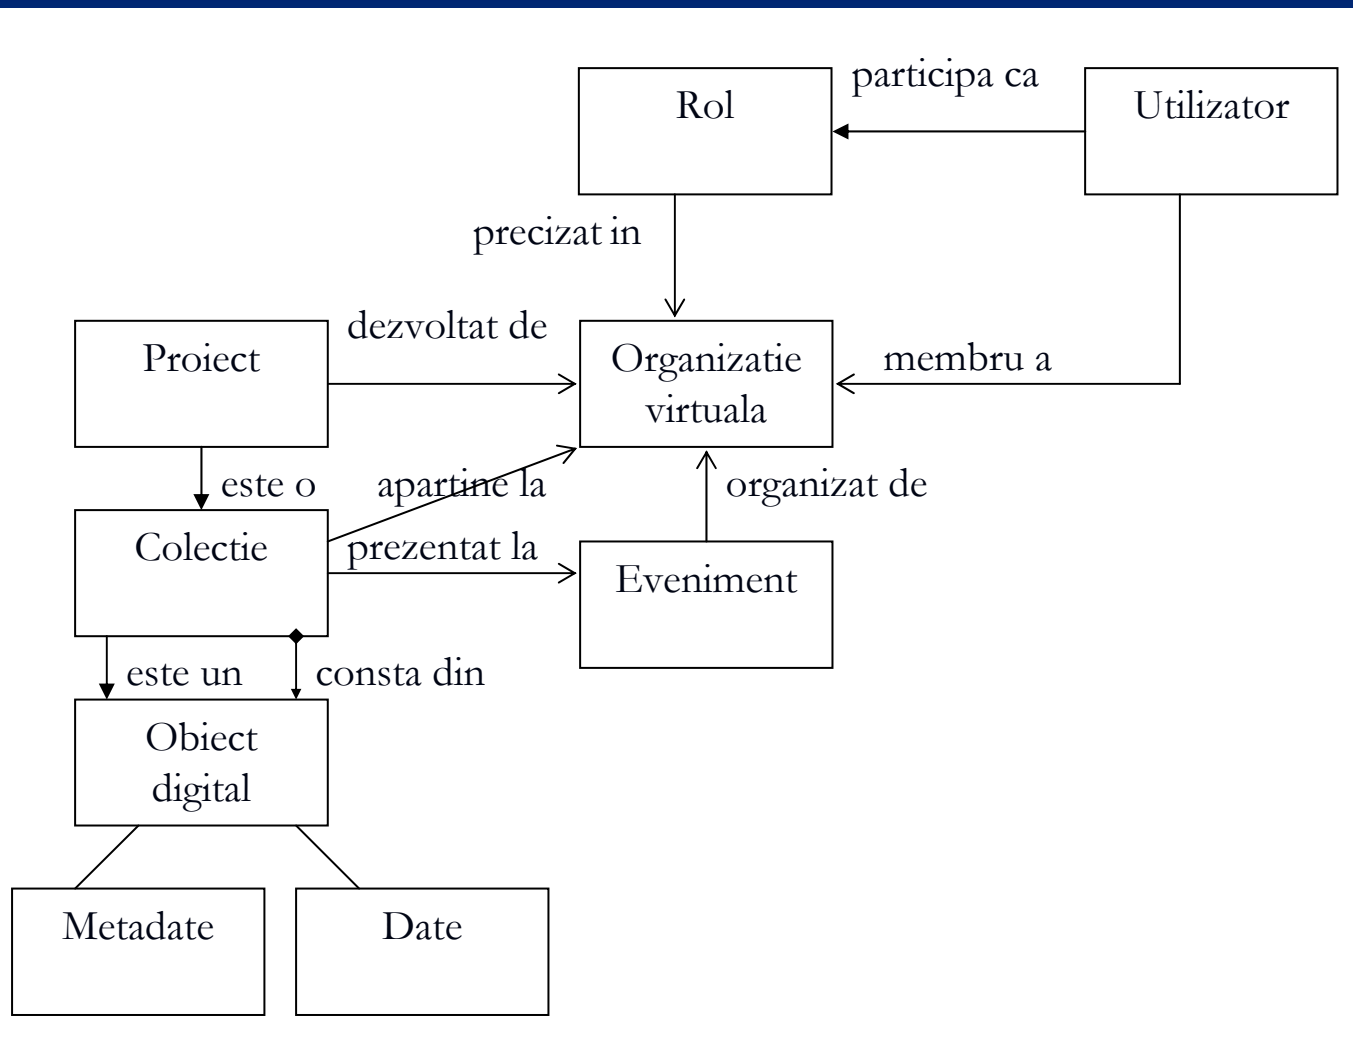 participa ca
Rol
Utilizator
precizat in
dezvoltat de
Proiect
Organizatie
virtuala
membru a
este o
apartine la
organizat de
Colectie
prezentat la
Eveniment
este un
consta din
Obiect
digital
Metadate
Date